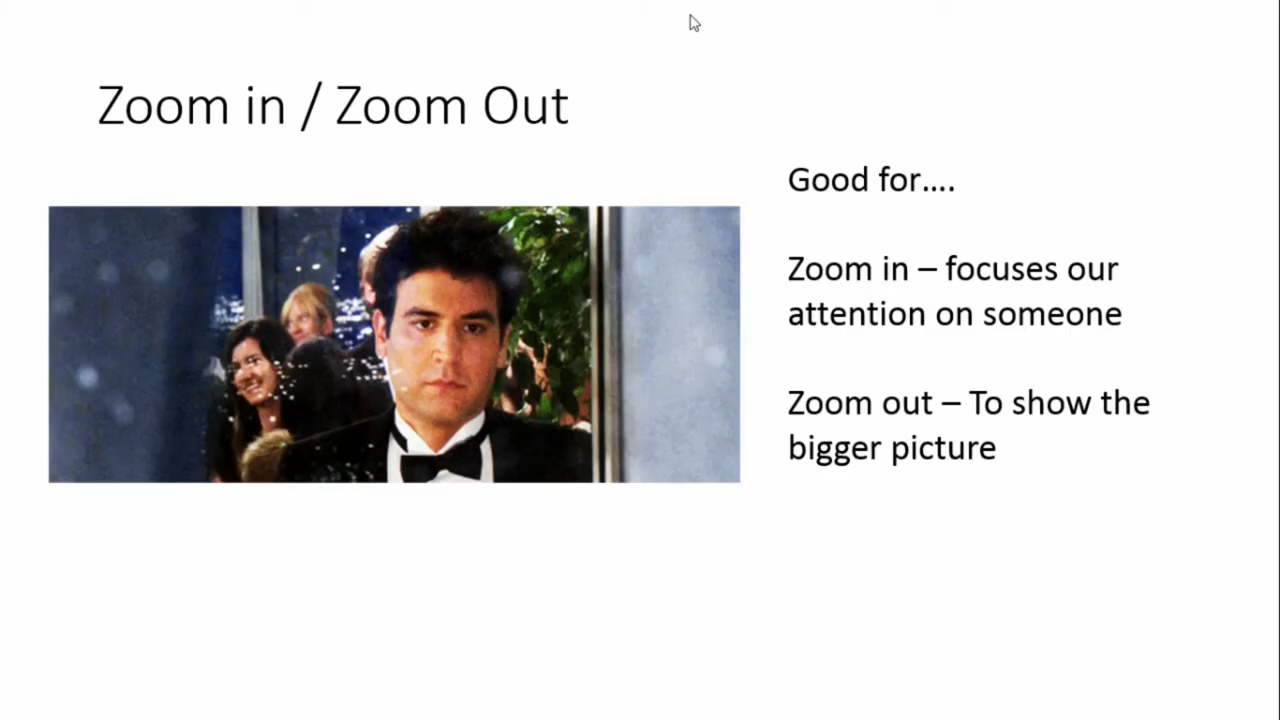 Zoom in / Zoom Out
Good for....
Zoom in – focuses our
attention on someone
Zoom out – To show the
bigger picture